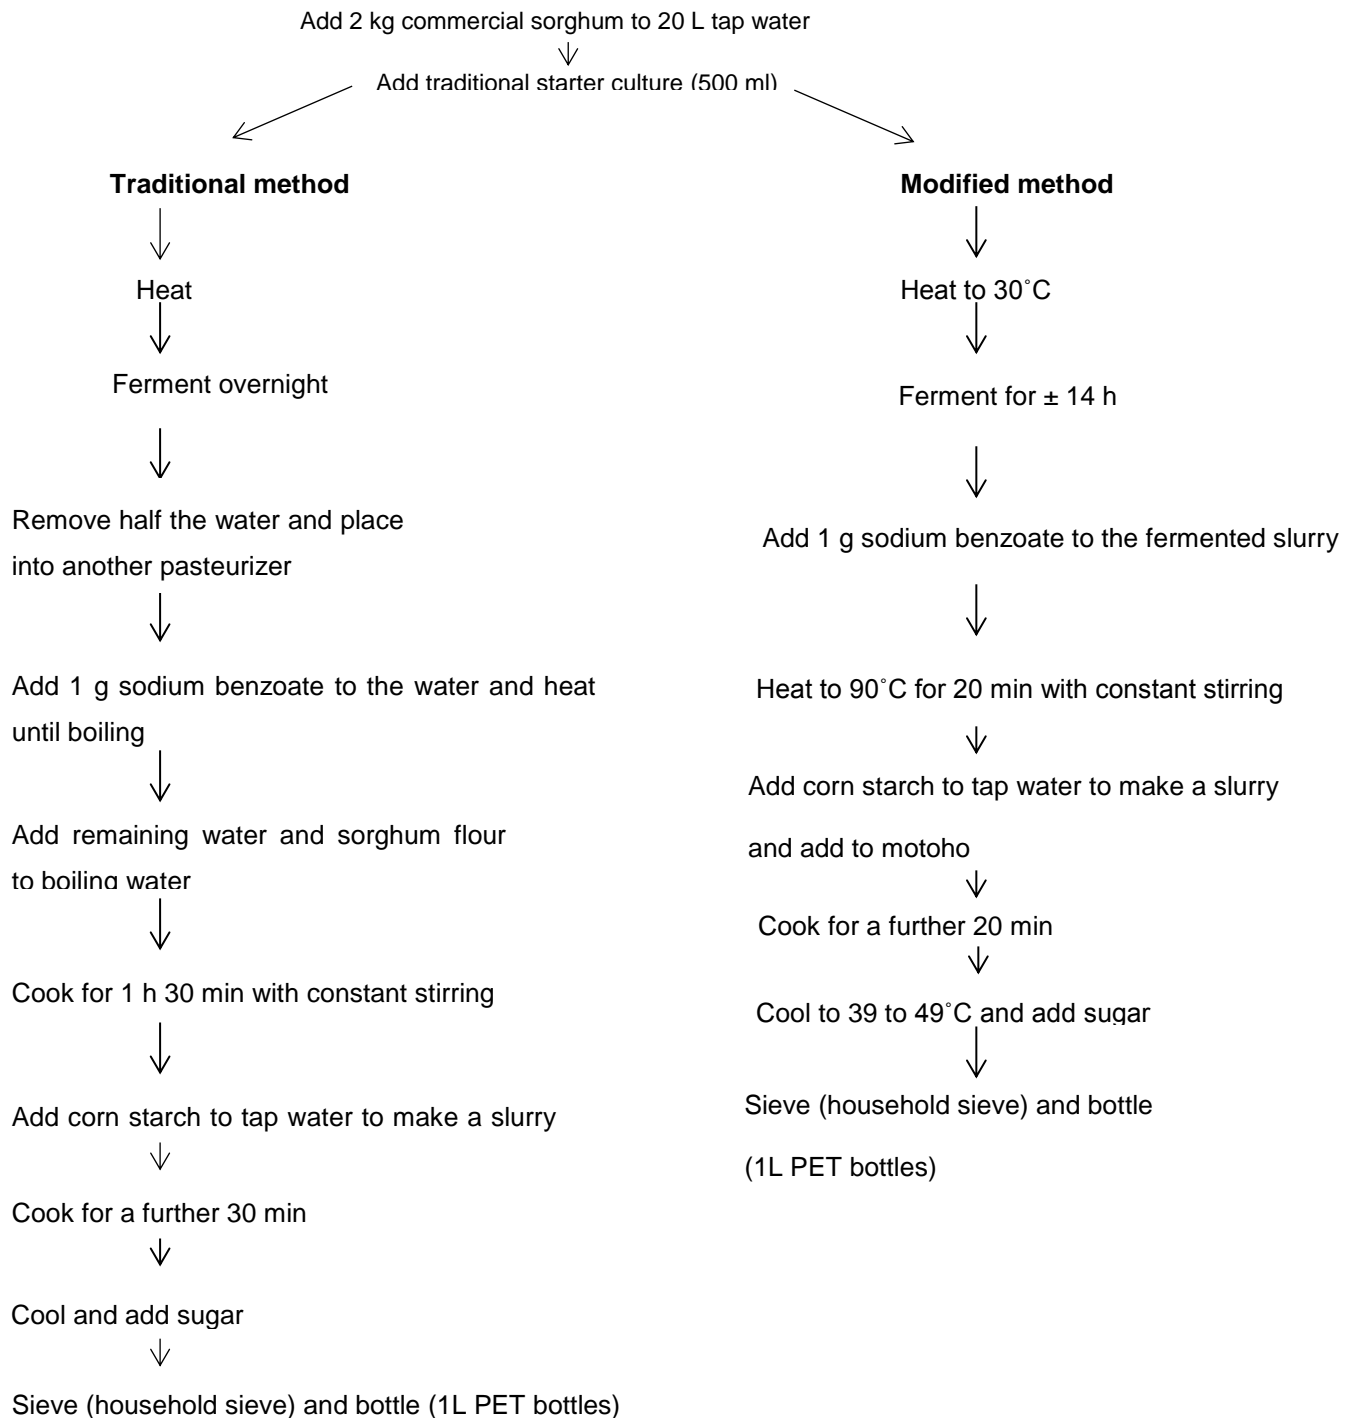 Add 2 kg commercial sorghum to 20 L tap water
Add traditional starter culture (500 ml)
Traditional method
Heat
Ferment overnight
Remove half the water and place
into another pasteurizer
Add 1 g sodium benzoate to the water and heat
until boiling
Add remaining water and sorghum flour
to boiling water
Cook for 1 h 30 min with constant stirring
Add corn starch to tap water to make a slurry
Cook for a further 30 min
Cool and add sugar
Sieve (household sieve) and bottle (1L PET bottles)
Modified method
Heat to 30˚C
Ferment for ± 14 h
Add 1 g sodium benzoate to the fermented slurry
Heat to 90˚C for 20 min with constant stirring
Add corn starch to tap water to make a slurry
and add to motoho
Cook for a further 20 min
Cool to 39 to 49˚C and add sugar
Sieve (household sieve) and bottle
(1L PET bottles)